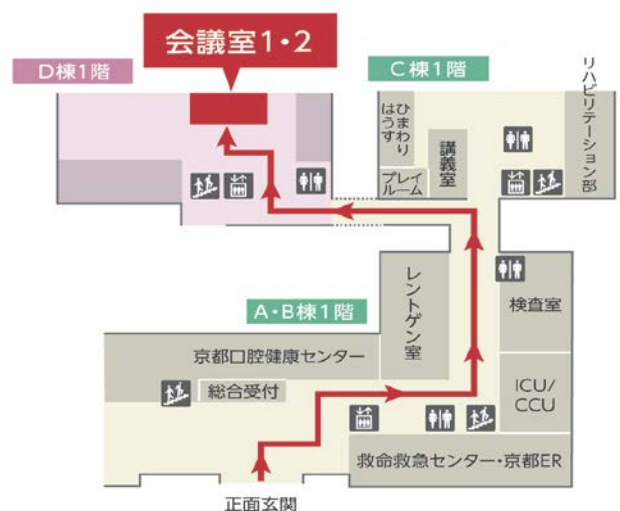 会議室1・2
D棟1階
C棟1階
リハビリテーション部
ひまわり
はうす
プレイ
ルーム
講義室
A・B棟1階
レントゲン室
検査室
京都口腔健康センター
総合受付
ICU/
CCU
救命救急センター・京都ER
正面玄関